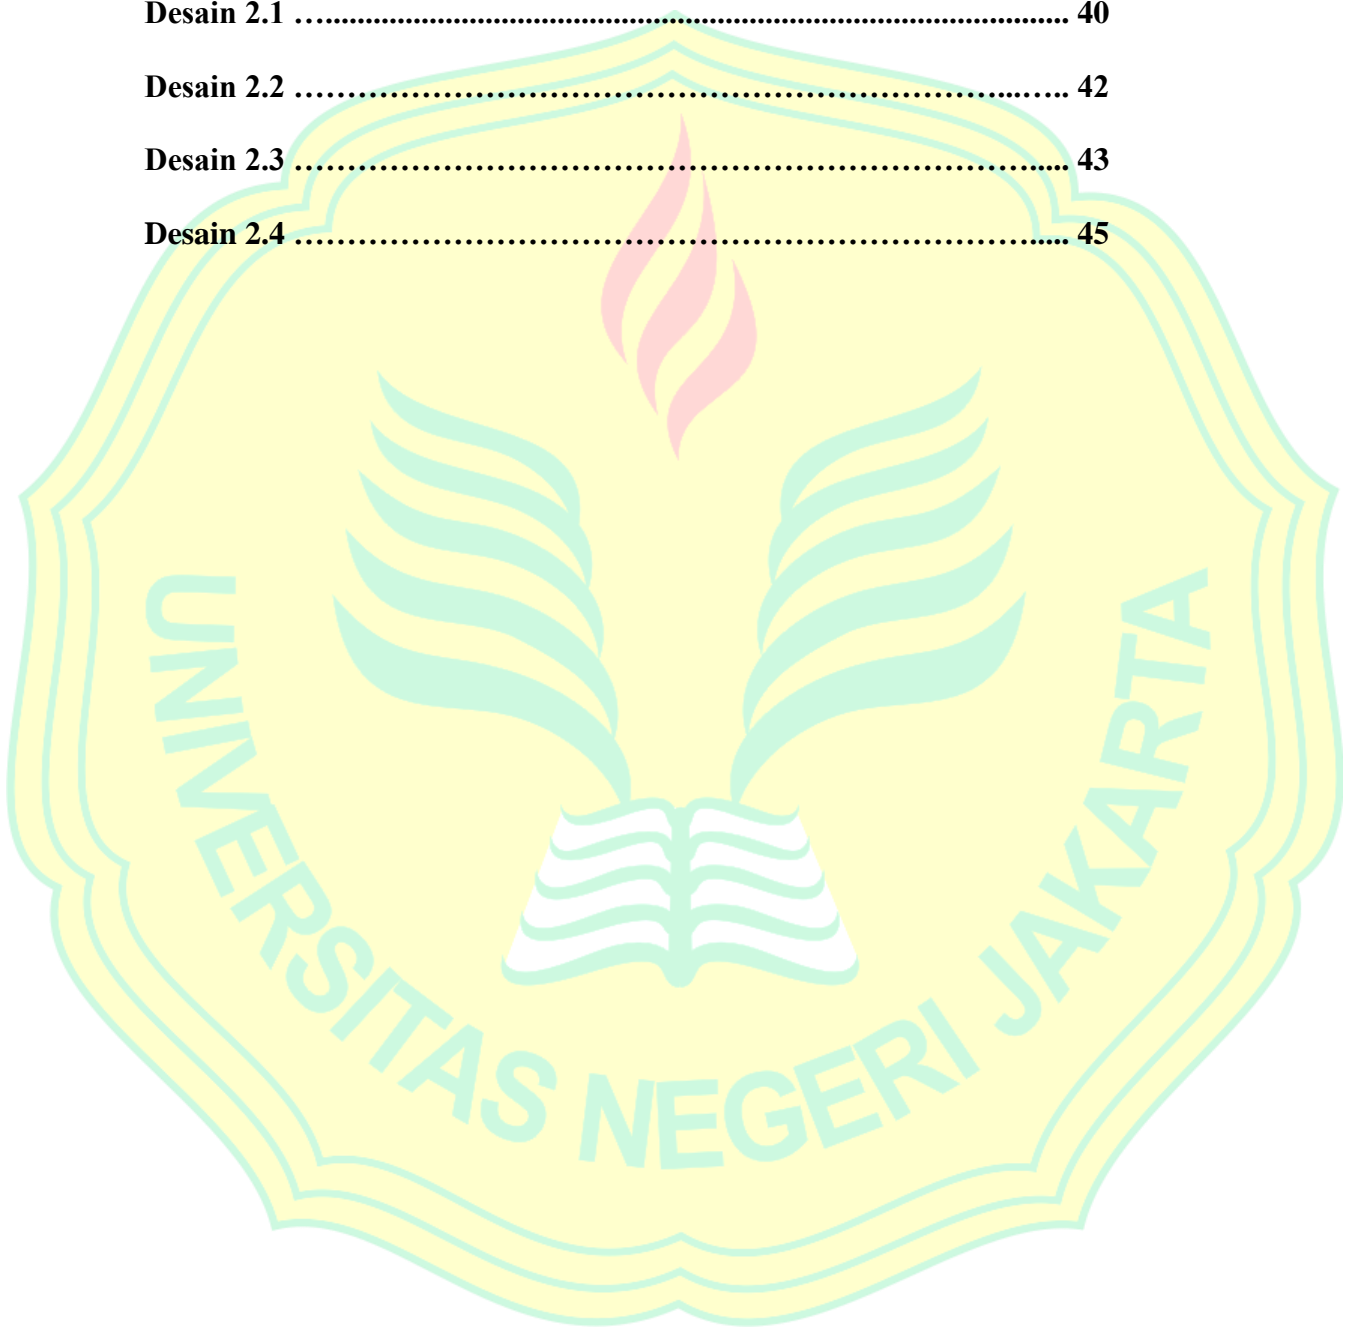 Desain 2.1 ….......................................................................................... 40
Desain 2.2 …………………………………………………………………...….. 42
Desain 2.3 ……………………………………………………………………….... 43
Desain 2.4 ………………………………………………………………………..... 45
UNIVERSITAS NEGERI JAKARTA